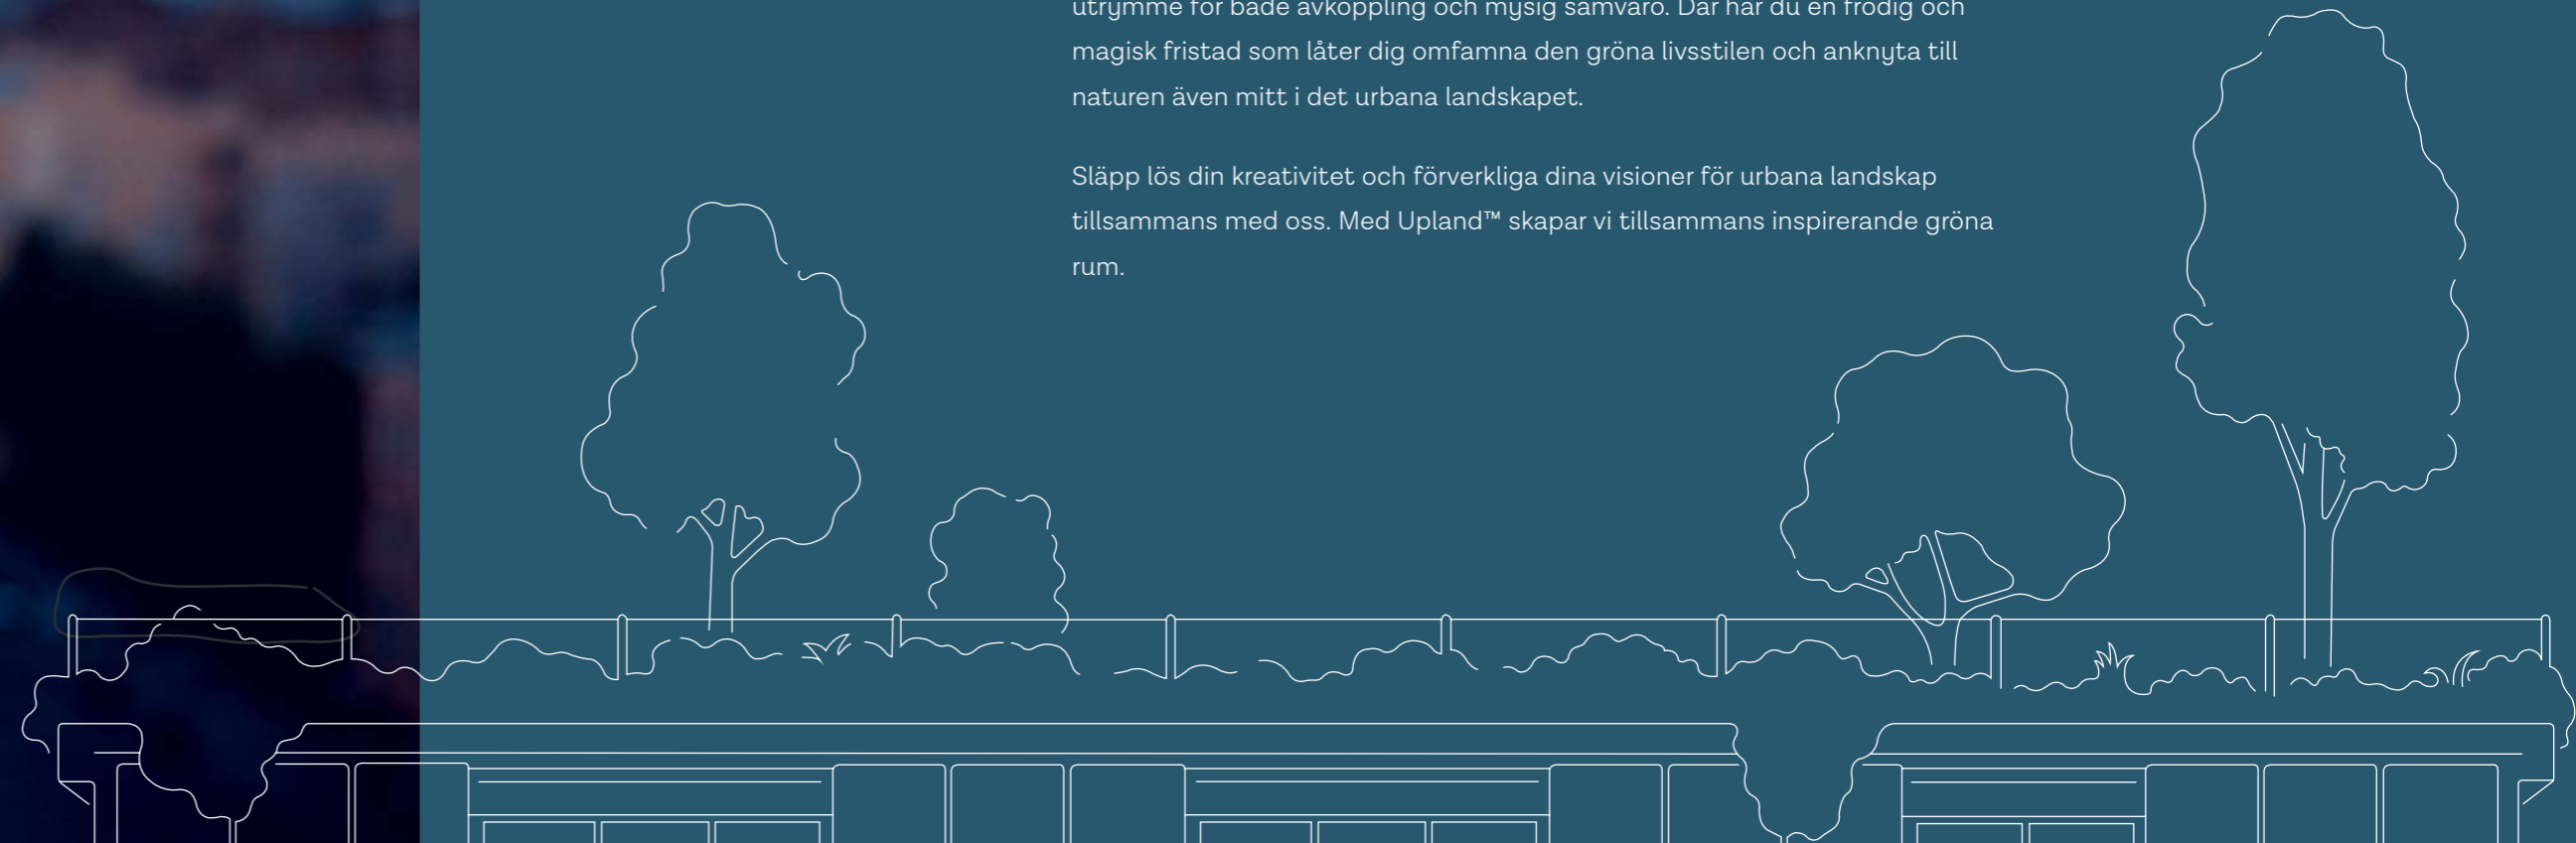 utrymme för både avkoppling och mysig samvaro. Där har du en frodig och
magisk fristad som låter dig omfamna den gröna livsstilen och anknyta till
naturen även mitt i det urbana landskapet.
Släpp lös din kreativitet och förverkliga dina visioner för urbana landskap
tillsammans med oss. Med Upland™ skapar vi tillsammans inspirerande gröna
rum.